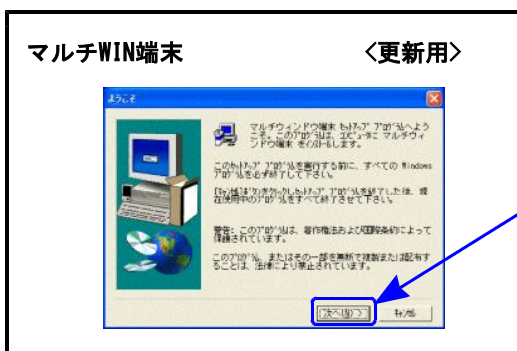 マルチWIN端末 <更新用>
ようこそ
マルチウィンドウ端末 ｾｯﾄｱｯﾌﾟ ﾌﾟﾛｸﾞﾗﾑへよう
こそ。このﾌﾟﾛｸﾞﾗﾑは、ｺﾝﾋﾟｭｰﾀに マルチウィ
ンドウ端末 をｲﾝｽﾄｰﾙします。
このｾｯﾄｱｯﾌﾟ ﾌﾟﾛｸﾞﾗﾑを実行する前に、すべての Windows
ﾌﾟﾛｸﾞﾗﾑを必ず終了して下さい。
[ｷｬﾝｾﾙ]ﾎﾞﾀﾝをｸﾘｯｸしｾｯﾄｱｯﾌﾟ ﾌﾟﾛｸﾞﾗﾑを終了した後、現
在使用中のﾌﾟﾛｸﾞﾗﾑをすべて終了させて下さい。
警告: このﾌﾟﾛｸﾞﾗﾑは、著作権法および国際条約によって
保護されています。
このﾌﾟﾛｸﾞﾗﾑ、またはその一部を無断で複製または配布す
ることは、法律により禁止されています。
次へ(N) > ｷｬﾝｾﾙ